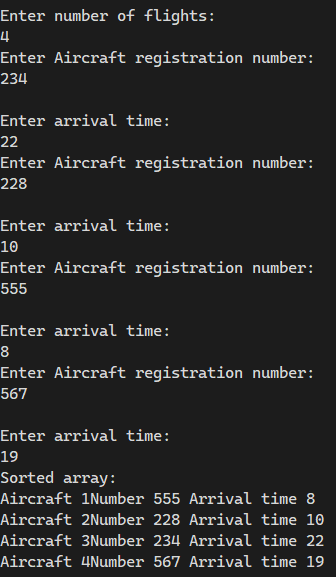 Enter number of flights:
4
Enter Aircraft registration number:
234
Enter arrival time:
22
Enter Aircraft registration number:
228
Enter arrival time:
10
Enter Aircraft registration number:
555
Enter arrival time:
8
Enter Aircraft registration number:
567
Enter arrival time:
19
Sorted array:
Aircraft 1Number 555 Arrival time 8
Aircraft 2Number 228 Arrival time 10
Aircraft 3Number 234 Arrival time 22
Aircraft 4Number 567 Arrival time 19